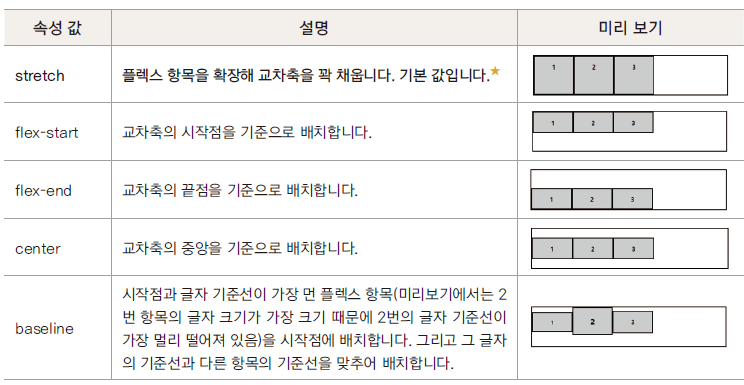 속성 값 설명 미리 보기
stretch 플렉스 항목을 확장해 교차축을 꽉 채웁니다. 기본 값입니다.★ 1 2 3
flex-start 교차축의 시작점을 기준으로 배치합니다. 1 2 3
flex-end 교차축의 끝점을 기준으로 배치합니다. 1 2 3
center 교차축의 중앙을 기준으로 배치합니다. 1 2 3
baseline
시작점과 글자 기준선이 가장 먼 플렉스 항목(미리보기에서는 2
번 항목의 글자 크기가 가장 크기 때문에 2번의 글자 기준선이
가장 멀리 떨어져 있음)을 시작점에 배치합니다. 그리고 그 글자
의 기준선과 다른 항목의 기준선을 맞추어 배치합니다.
1 2 3